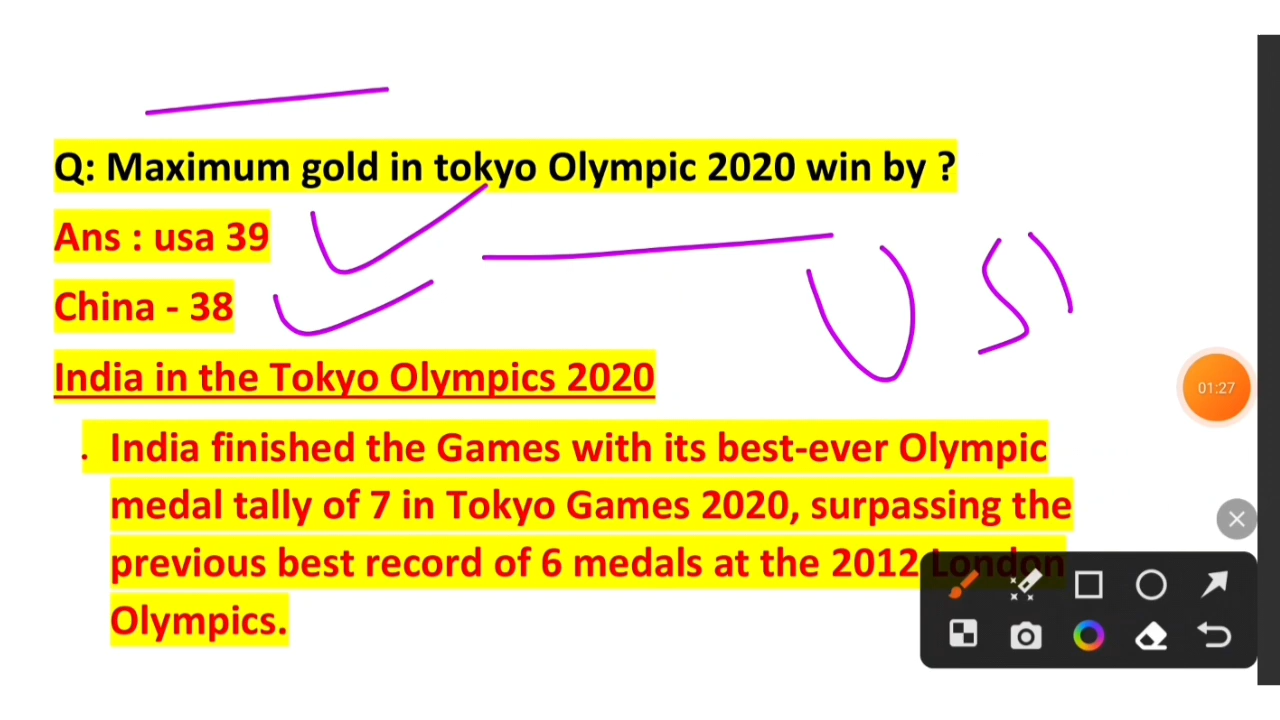 Q: Maximum gold in tokyo Olympic 2020 win by ?
Ans : usa 39
China - 38
US
India in the Tokyo Olympics 2020
01:27
. India finished the Games with its best-ever Olympic
medal tally of 7 in Tokyo Games 2020, surpassing the
previous best record of 6 medals at the 2012 London
Olympics.